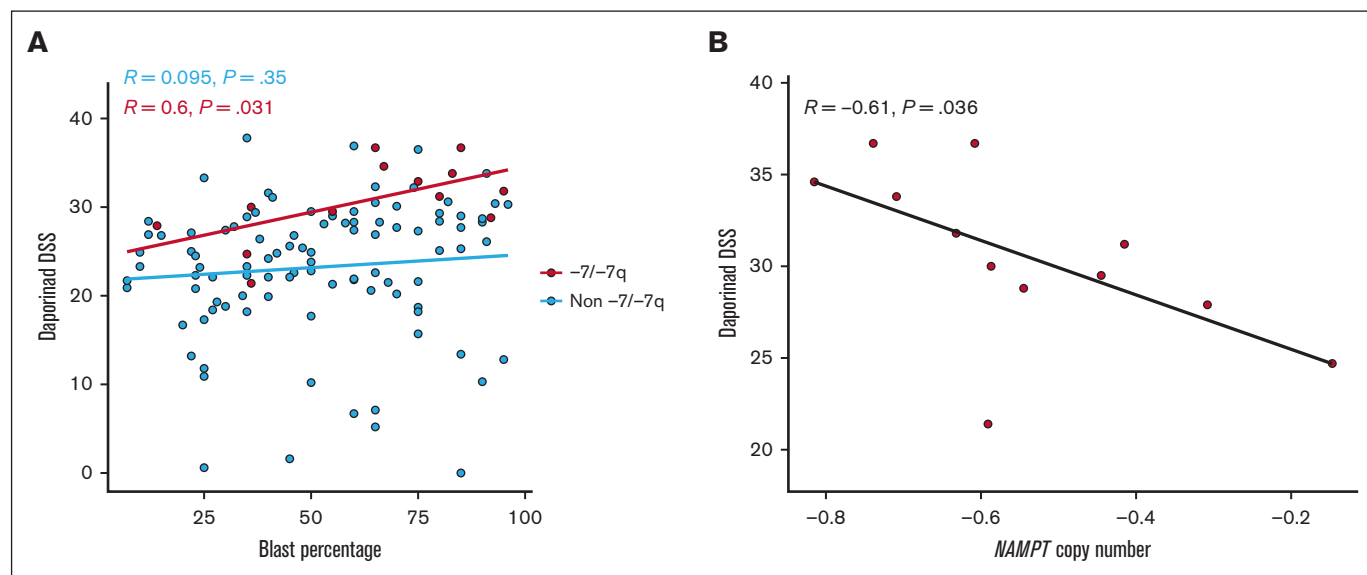 A
R = 0.095, P = .35
R = 0.6, P = .031
40
30
20
10
0
Daporinad DSS
25
50
75
100
Blast percentage
−7/−7q
Non −7/−7q
B
R = −0.61, P = .036
40
35
30
25
20
Daporinad DSS
−0.8
−0.6
−0.4
−0.2
NAMPT copy number